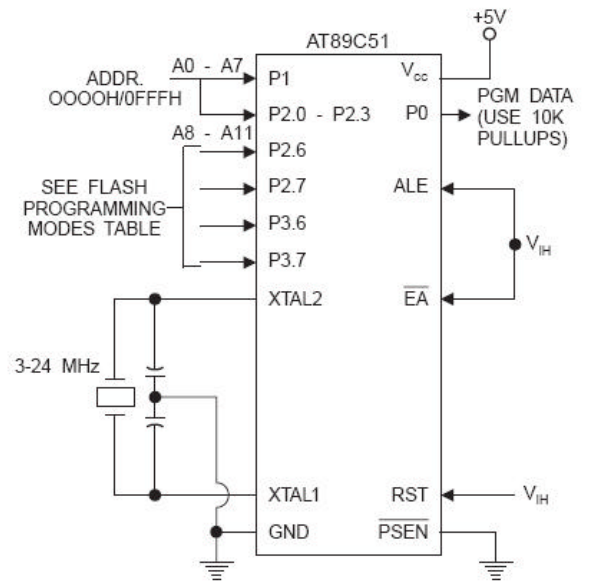 +5V
AT89C51
A0 - A7
ADDR.
OOOOH/0FFFH
P1
VCC
P2.0 - P2.3
P0
PGM DATA
(USE 10K
PULLUPS)
A8 - A11
P2.6
SEE FLASH
PROGRAMMING
MODES TABLE
P2.7
ALE
P3.6
VIH
P3.7
XTAL2
EA
3-24 MHz
XTAL1
RST
VIH
GND
PSEN